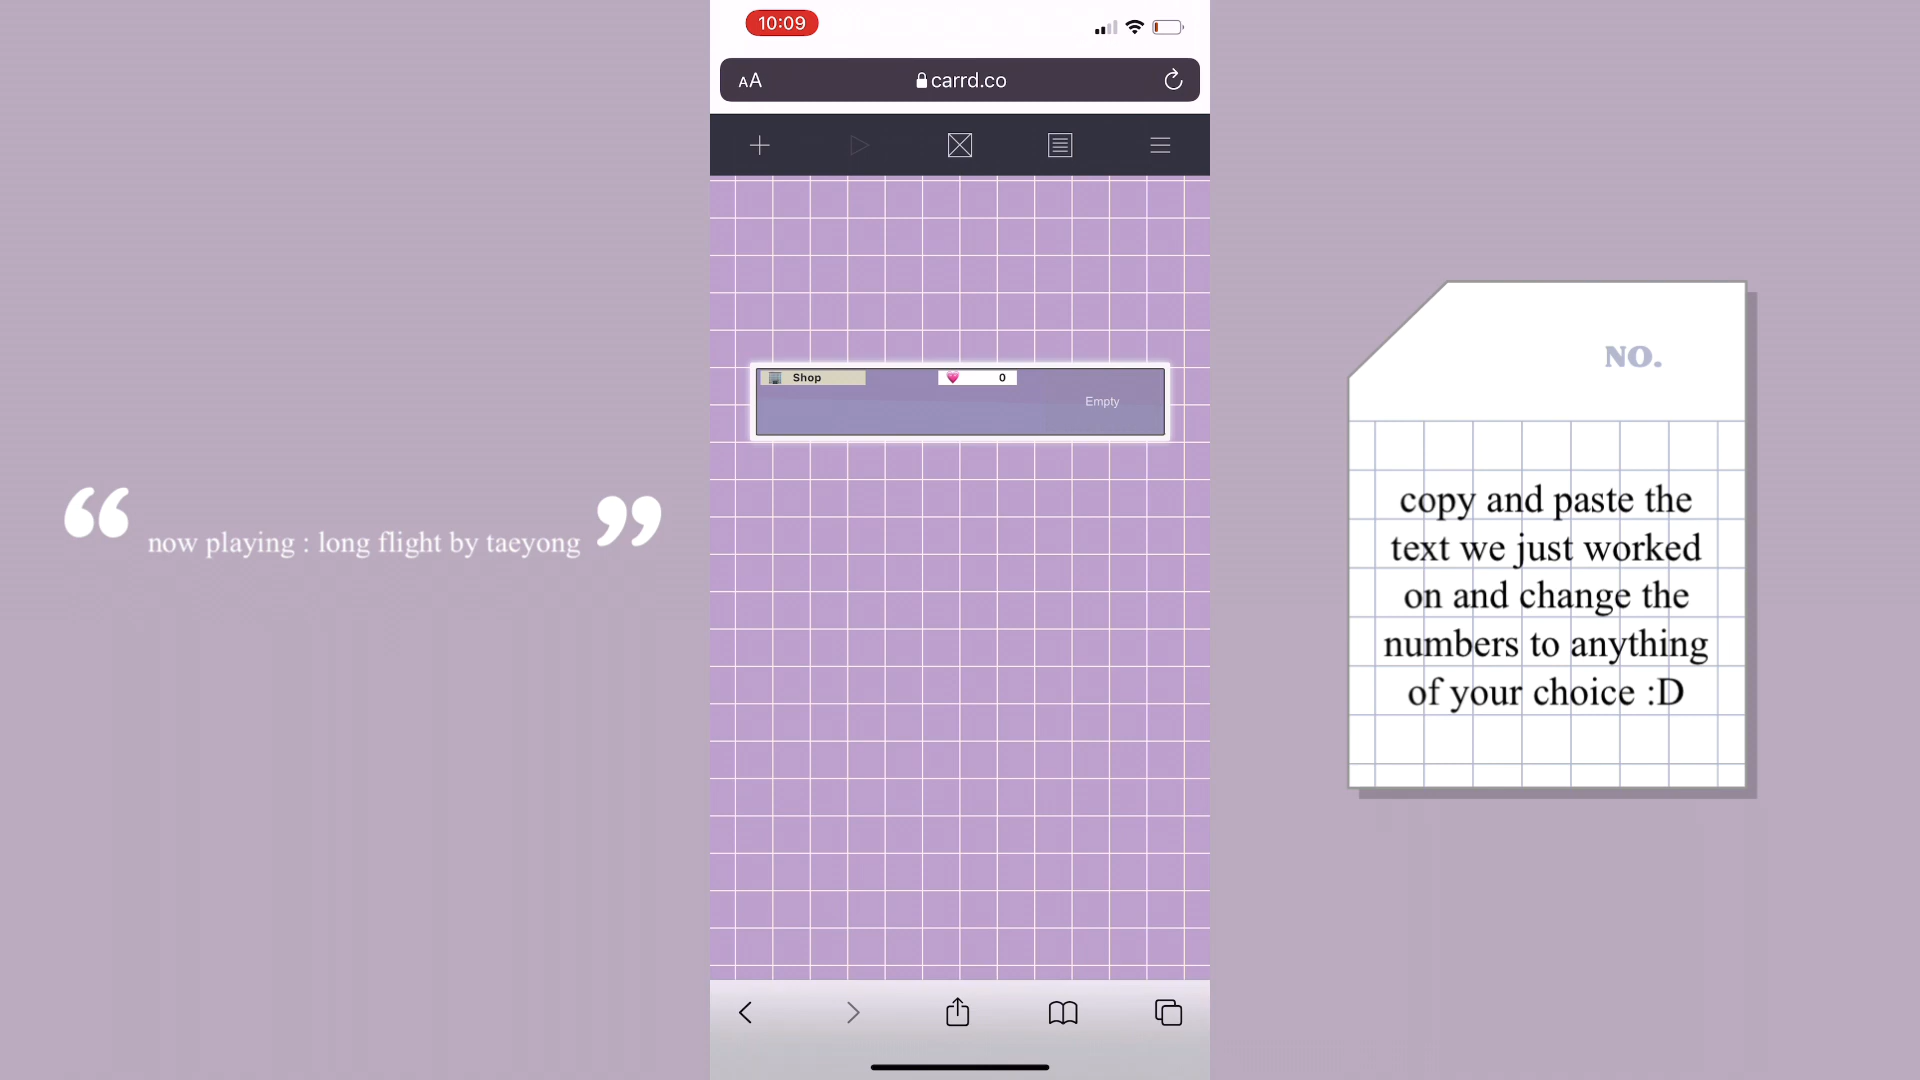 10:09
AA
carrd.co
Shop
0
Empty
“ now playing : long flight by taeyong ”
NO.
copy and paste the
text we just worked
on and change the
numbers to anything
of your choice :D